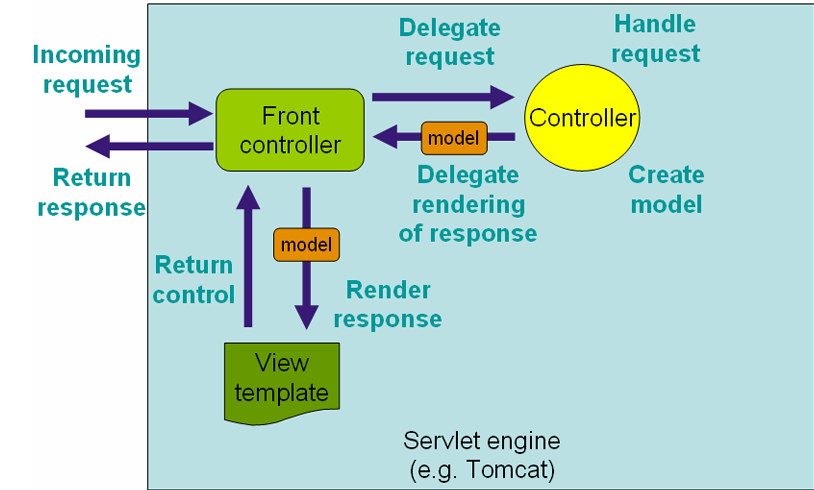 Incoming
request
Delegate
request
Handle
request
Front
controller
Controller
model
Return
response
Delegate
rendering
of response
Create
model
model
Return
control
Render
response
View
template
Servlet engine
(e.g. Tomcat)